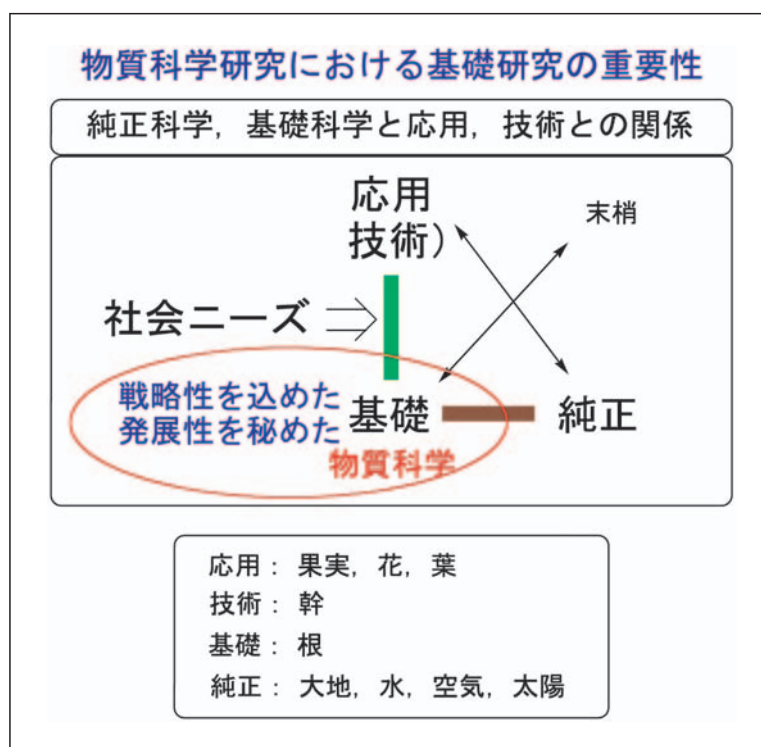 物質科学研究における基礎研究の重要性
純正科学，基礎科学と応用，技術との関係
応用
技術）
末梢
社会ニーズ
戦略性を込めた
発展性を秘めた
基礎
純正
物質科学
応用：果実，花，葉
技術：幹
基礎：根
純正：大地，水，空気，太陽